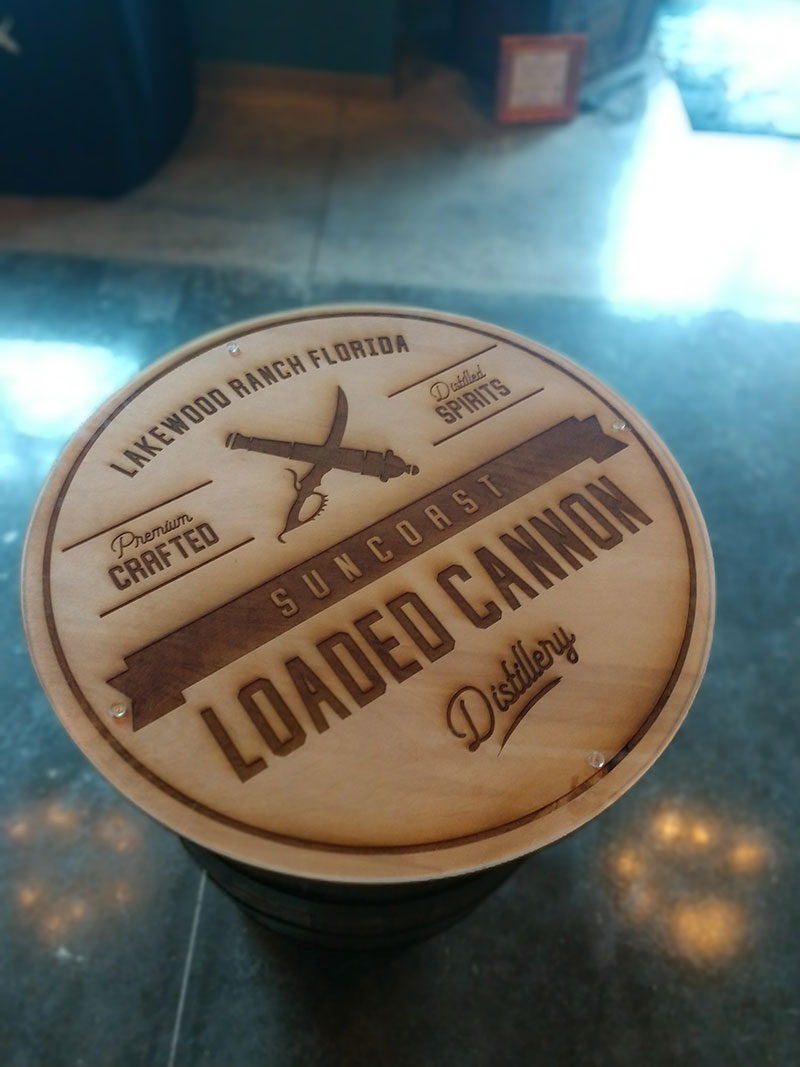 LAKEWOOD RANCH FLORIDA
Distilled
SPIRITS
Premium
CRAFTED
SUNCOAST
LOADED CANNON
Distillery